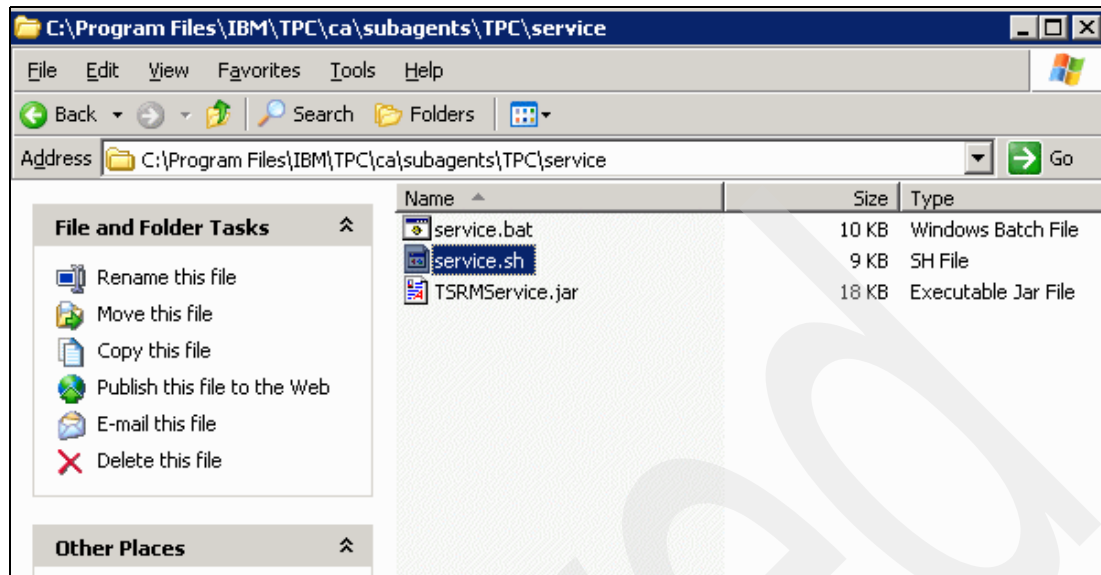 C:\Program Files\IBM\TPC\ca\subagents\TPC\service
File Edit View Favorites Tools Help
Back Search Folders
Address C:\Program Files\IBM\TPC\ca\subagents\TPC\service Go
File and Folder Tasks
Rename this file
Move this file
Copy this file
Publish this file to the Web
E-mail this file
Delete this file
Other Places
Name Size Type
service.bat 10 KB Windows Batch File
service.sh 9 KB SH File
TSRMService.jar 18 KB Executable Jar File